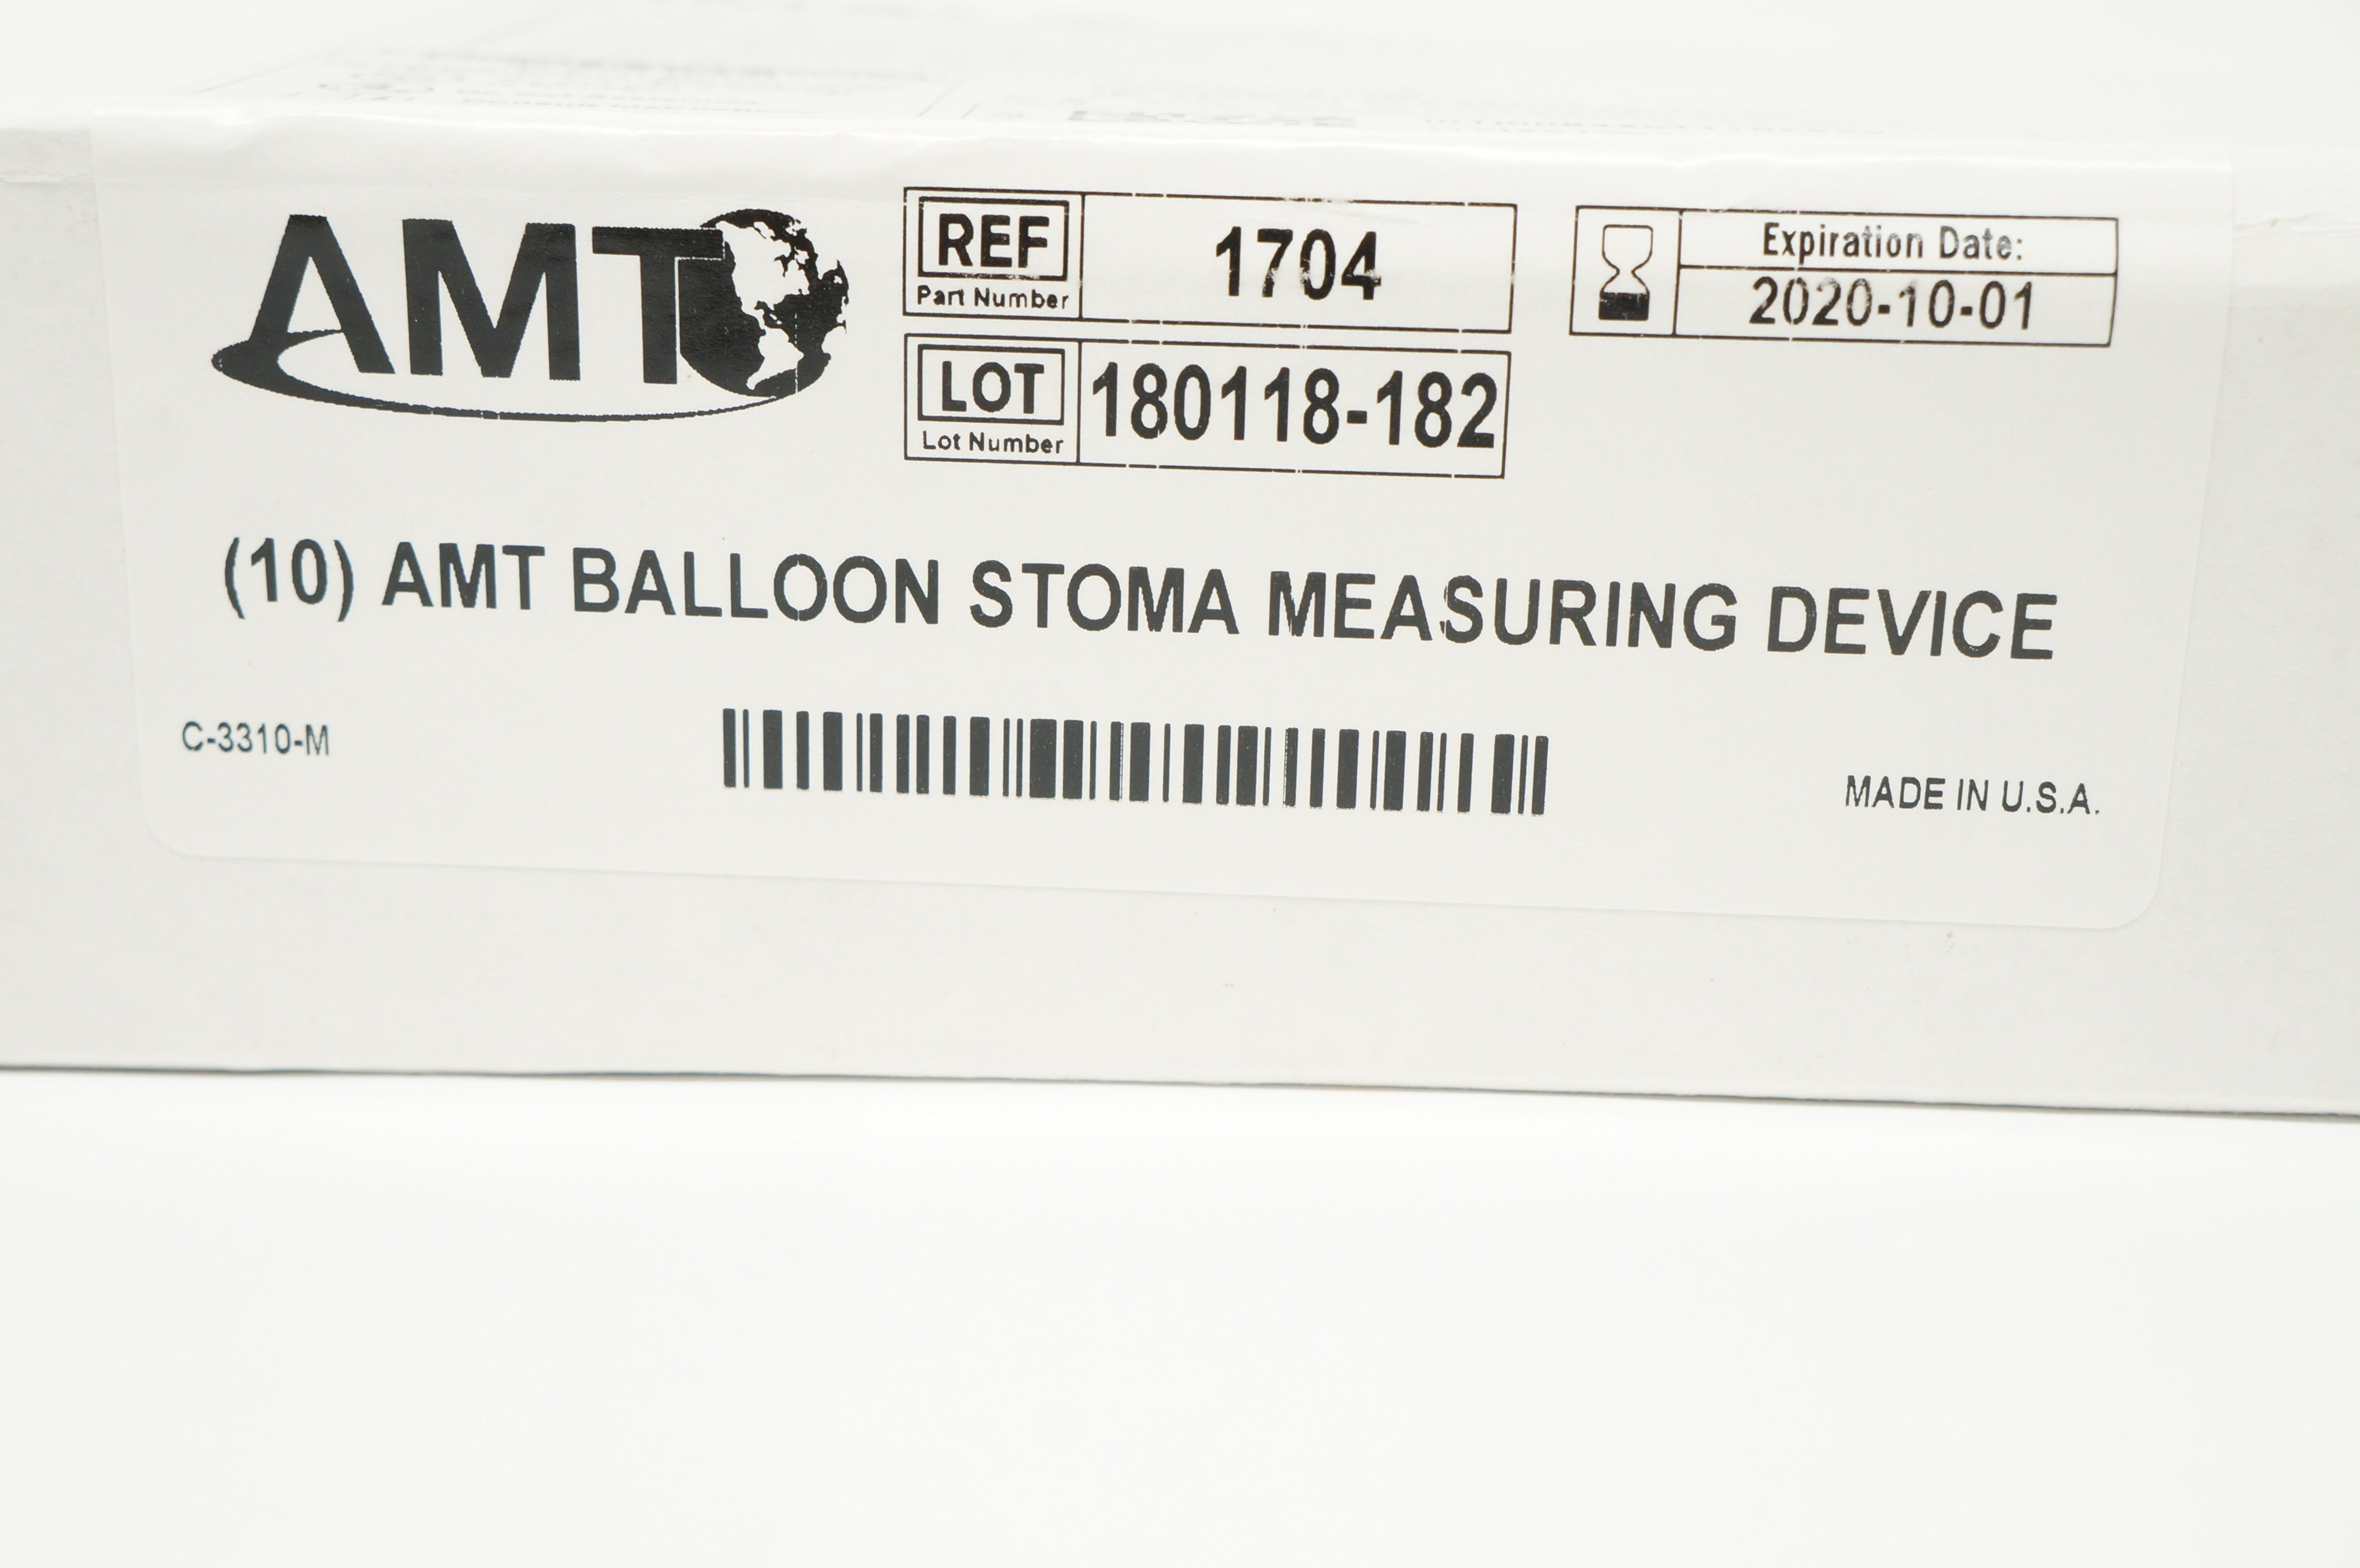 AMT
REF
Part Number
1704
LOT
Lot Number
180118-182
Expiration Date:
2020-10-01
(10) AMT BALLOON STOMA MEASURING DEVICE
C-3310-M
MADE IN U.S.A.